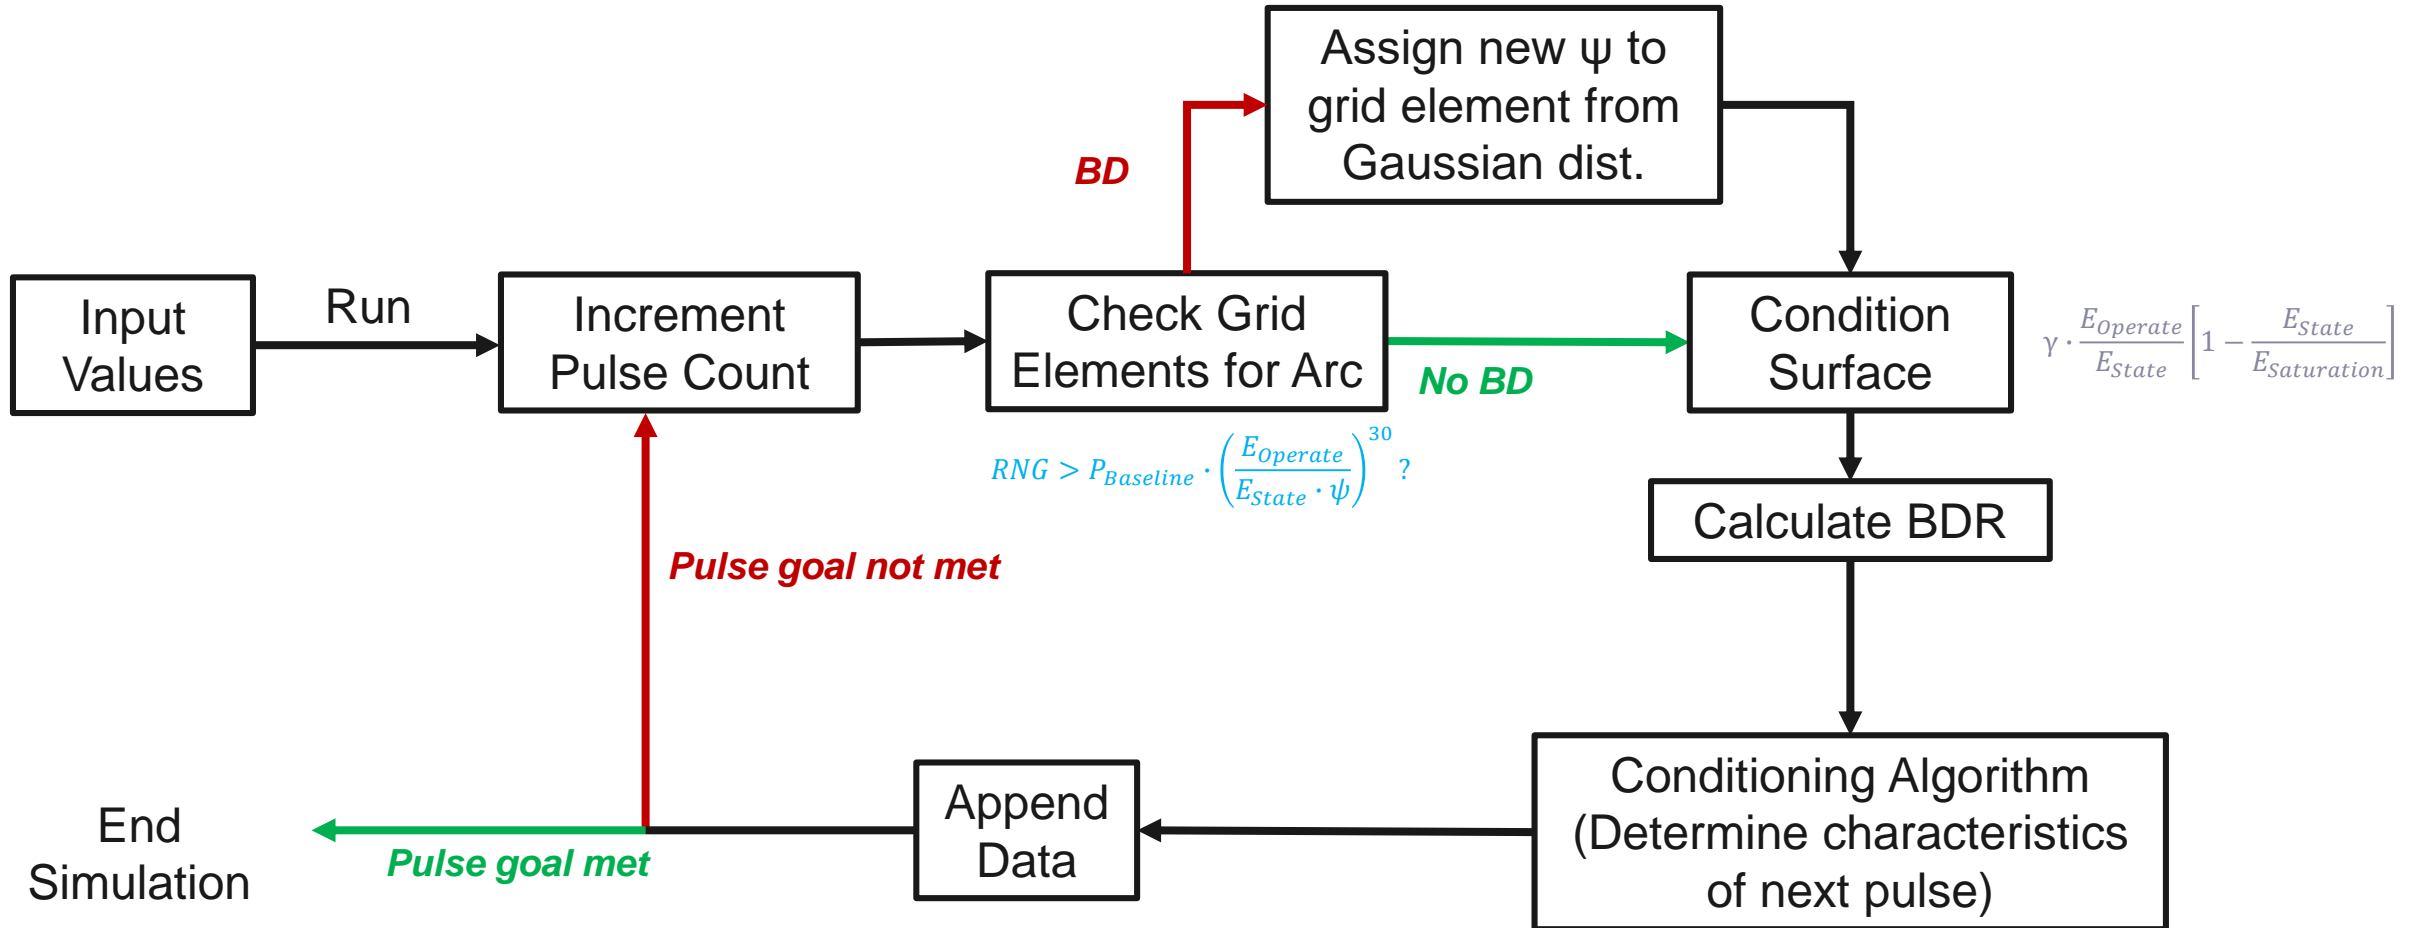 Assign new ψ to
grid element from
Gaussian dist.
BD
Input
Values
Run
Increment
Pulse Count
Check Grid
Elements for Arc
No BD
Condition
Surface
γ · E_Operate / E_State [1 − E_State / E_Saturation]
RNG > P_Baseline · (E_Operate / (E_State · ψ))^30 ?
Calculate BDR
Pulse goal not met
Conditioning Algorithm
(Determine characteristics
of next pulse)
Append
Data
Pulse goal met
End
Simulation